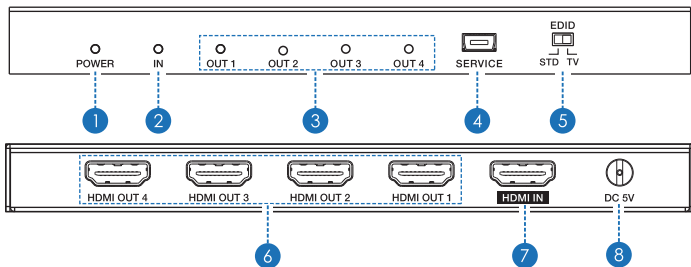 EDID
POWER IN OUT 1 OUT 2 OUT 3 OUT 4 SERVICE STD TV
1 2 3 4 5
HDMI OUT 4 HDMI OUT 3 HDMI OUT 2 HDMI OUT 1 HDMI IN DC 5V
6 7 8